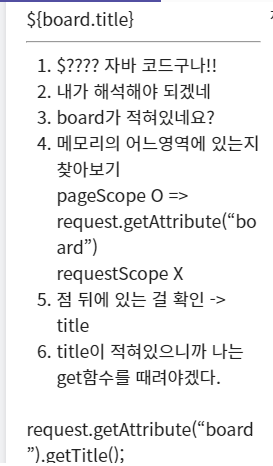 ${board.title}
1. $???? 자바 코드구나!!
2. 내가 해석해야 되겠네
3. board가 적혀있네요?
4. 메모리의 어느영역에 있는지
찾아보기
pageScope O =>
request.getAttribute(“bo
ard”)
requestScope X
5. 점 뒤에 있는 걸 확인 ->
title
6. title이 적혀있으니까 나는
get함수를 때려야겠다.
request.getAttribute(“board
”).getTitle();